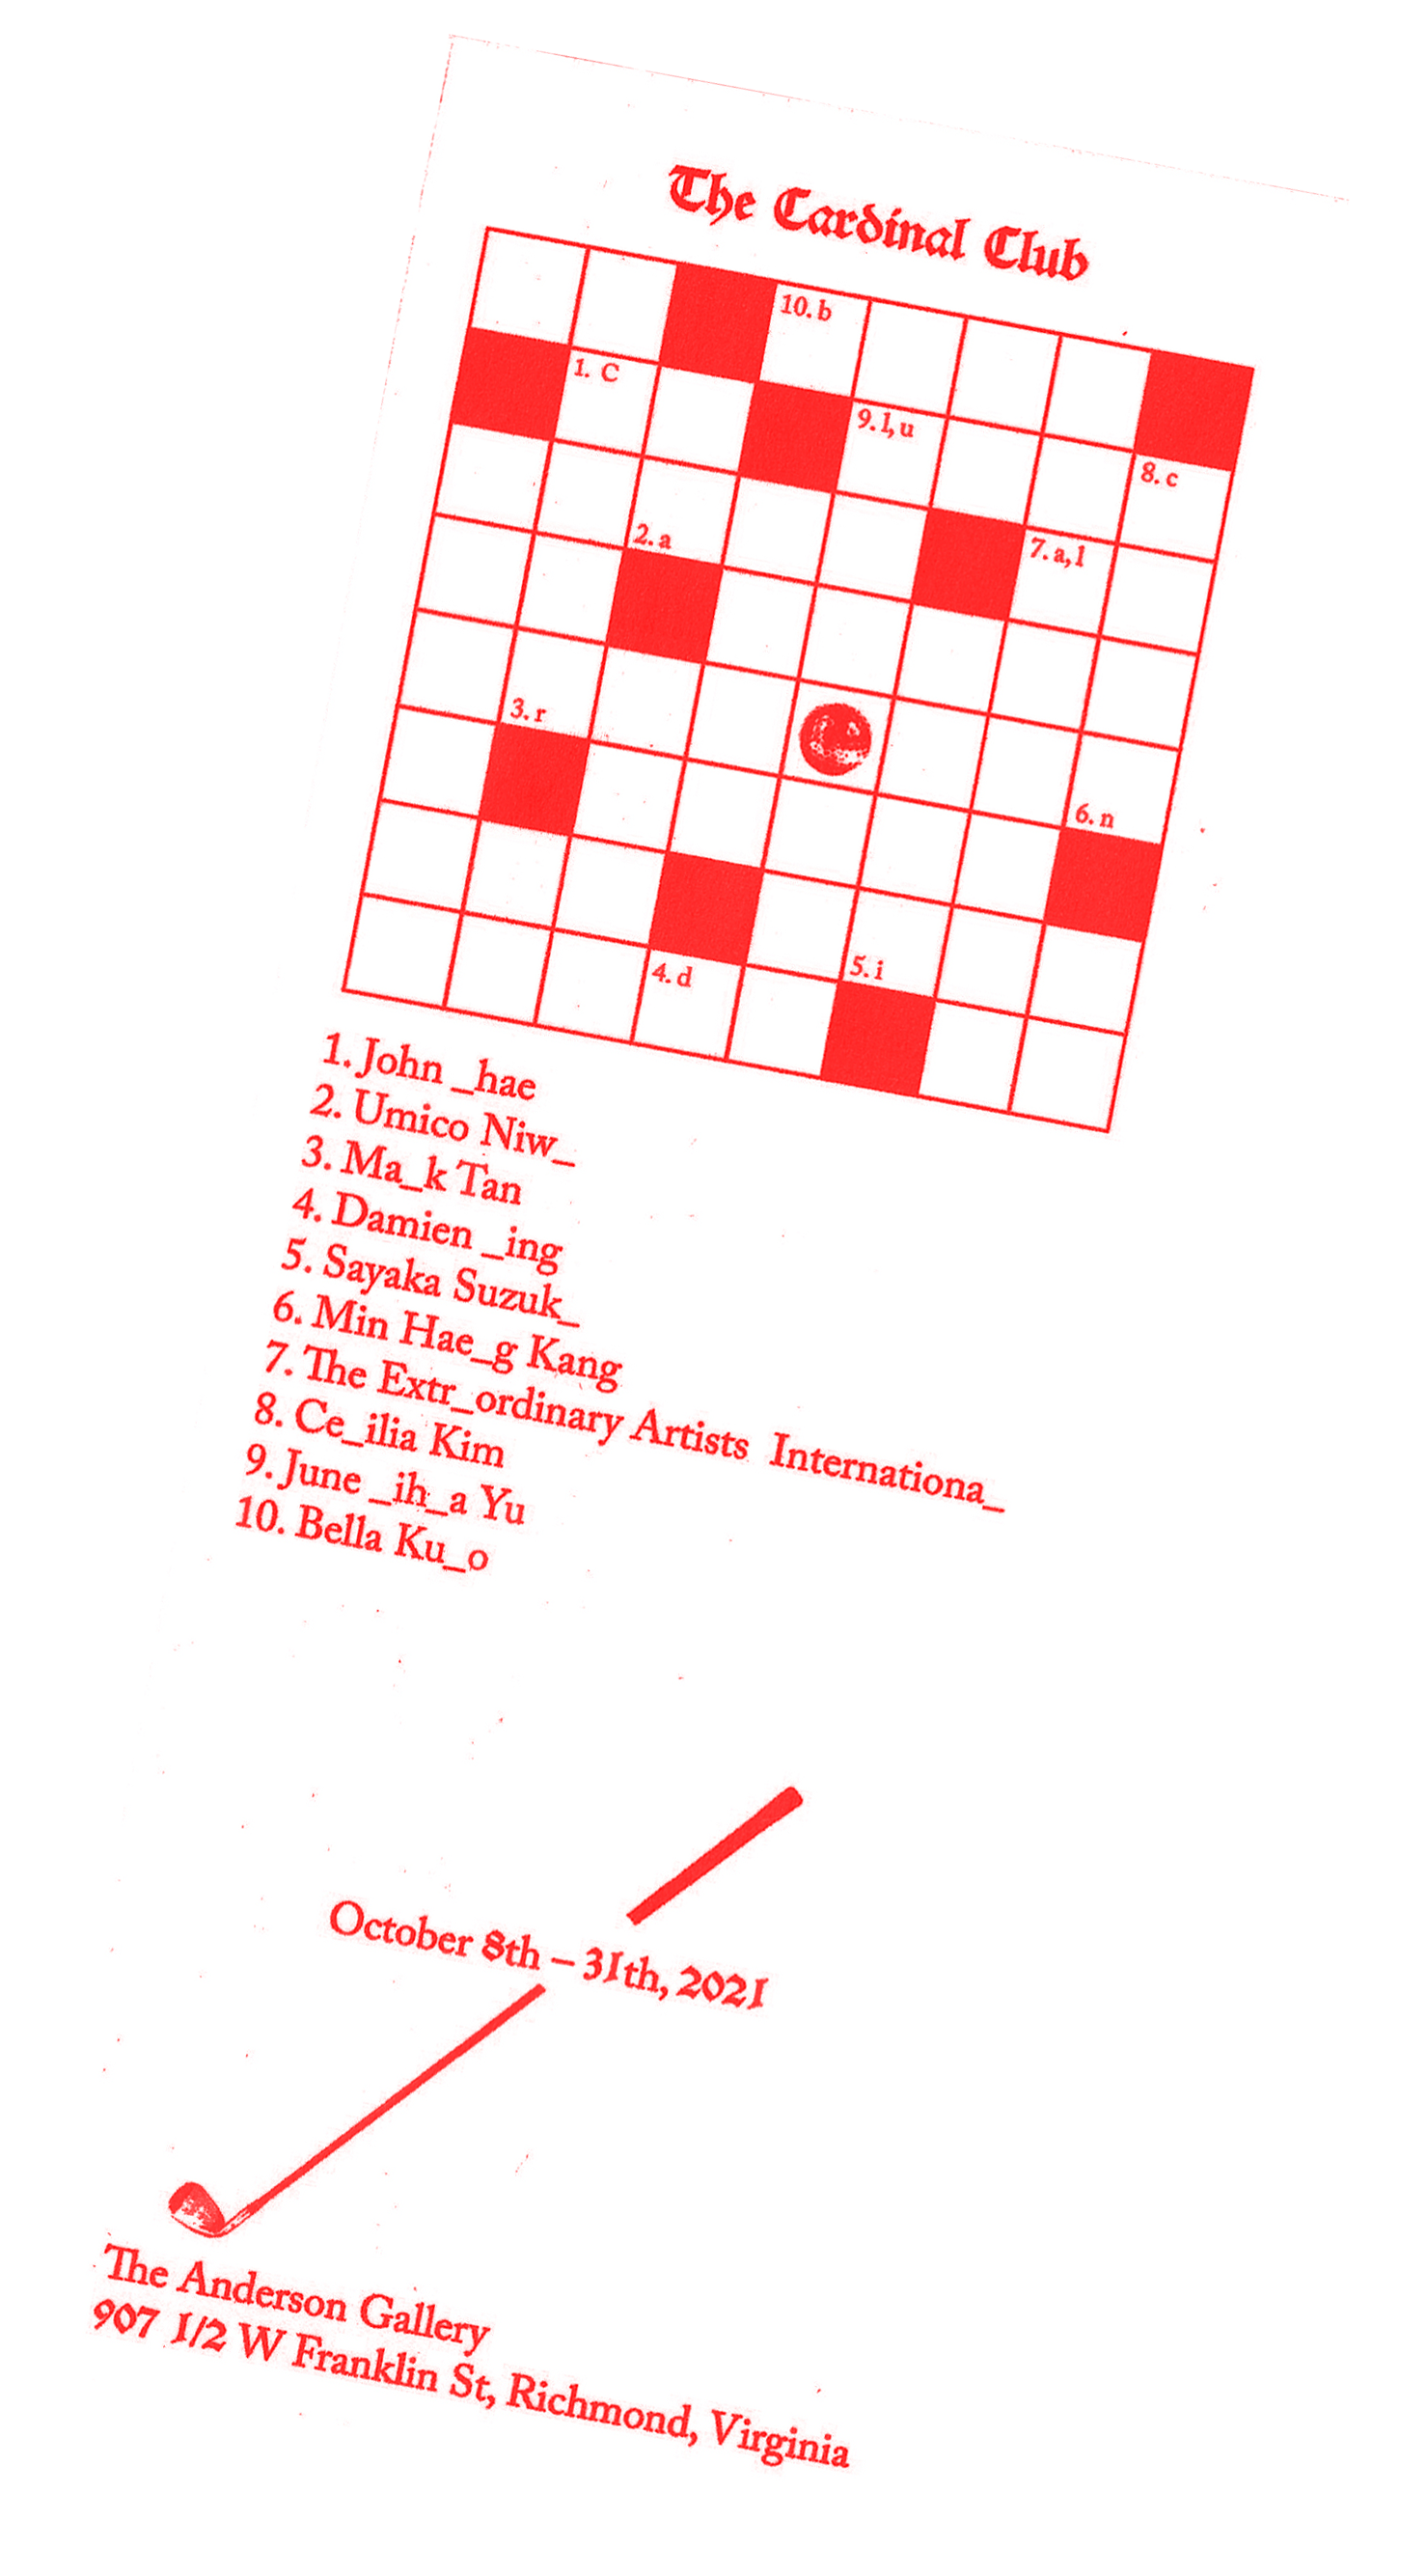 The Cardinal Club
10. b
1. C
9. l, u
8. c
2. a
7. a, l
3. r
6. n
4. d
5. i
1. John _hae
2. Umico Niw_
3. Ma_k Tan
4. Damien _ing
5. Sayaka Suzuk_
6. Min Hae_g Kang
7. The Extr_ordinary Artists Internationa_
8. Ce_ilia Kim
9. June _ih_a Yu
10. Bella Ku_o
October 8th – 31th, 2021
The Anderson Gallery
907 1/2 W Franklin St, Richmond, Virginia